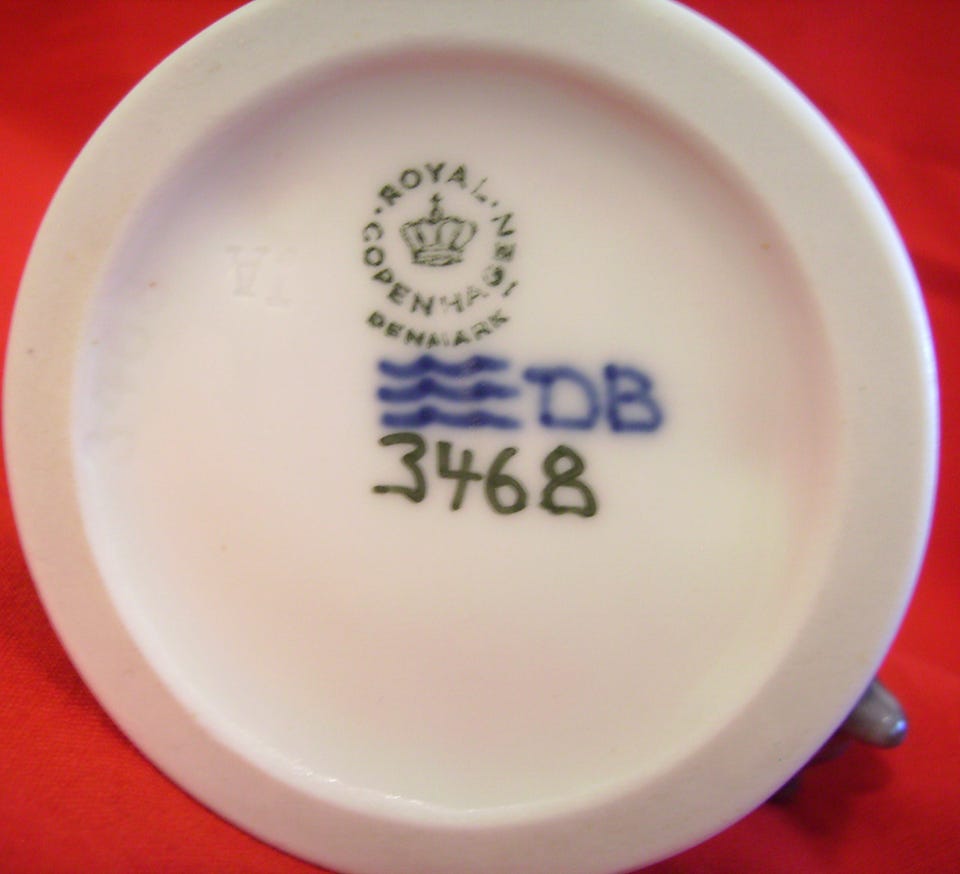 ROYAL
COPENHAGEN
DENMARK
DB
3468